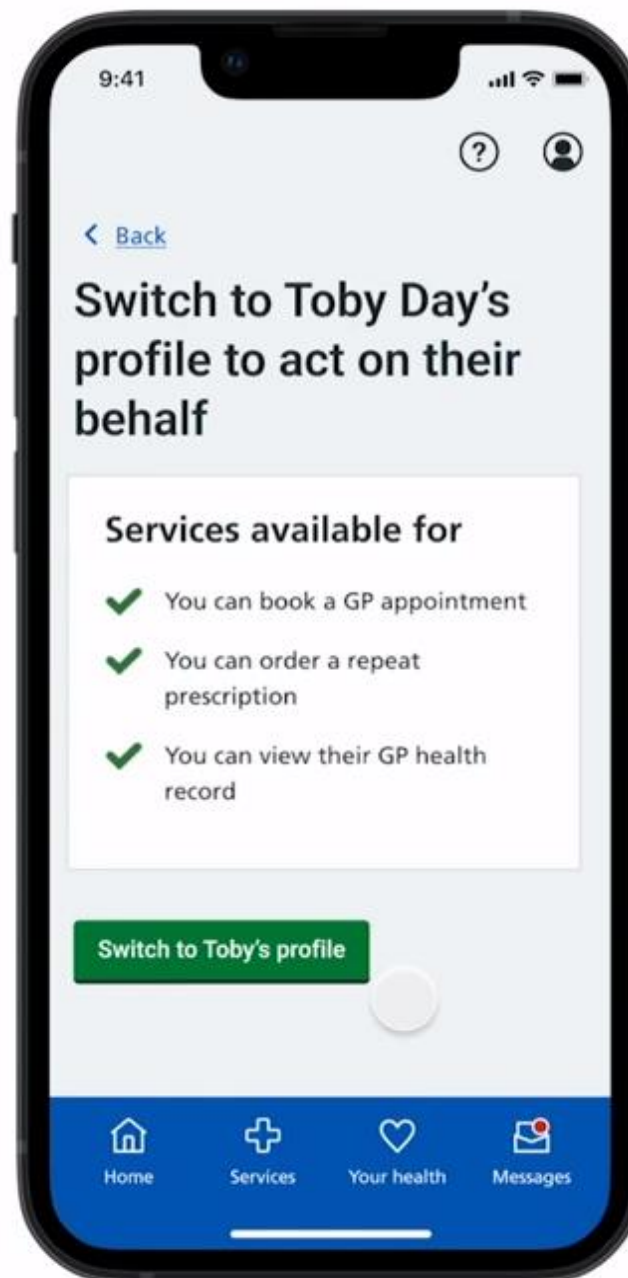 9:41
?
Back
Switch to Toby Day's
profile to act on their
behalf
Services available for
You can book a GP appointment
You can order a repeat
prescription
You can view their GP health
record
Switch to Toby's profile
Home Services Your health Messages